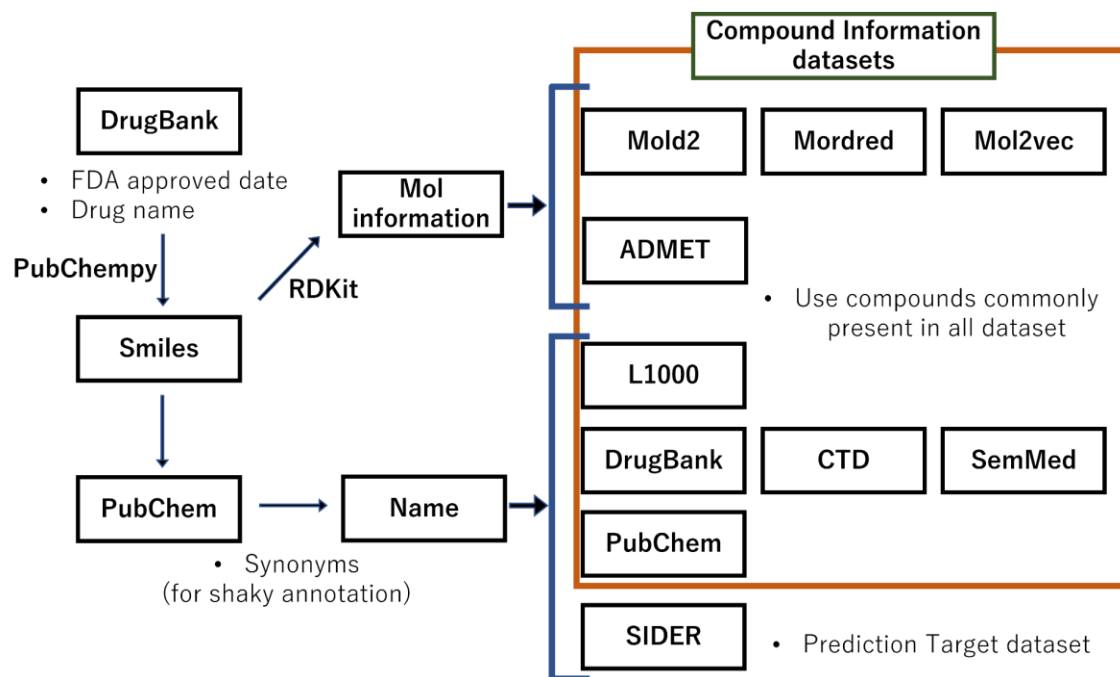 Compound Information
datasets
DrugBank
• FDA approved date
• Drug name
PubChempy
Smiles
RDKit
Mol
information
PubChem
• Synonyms
(for shaky annotation)
Name
Mold2
Mordred
Mol2vec
ADMET
• Use compounds commonly
present in all dataset
L1000
DrugBank
CTD
SemMed
PubChem
SIDER
• Prediction Target dataset